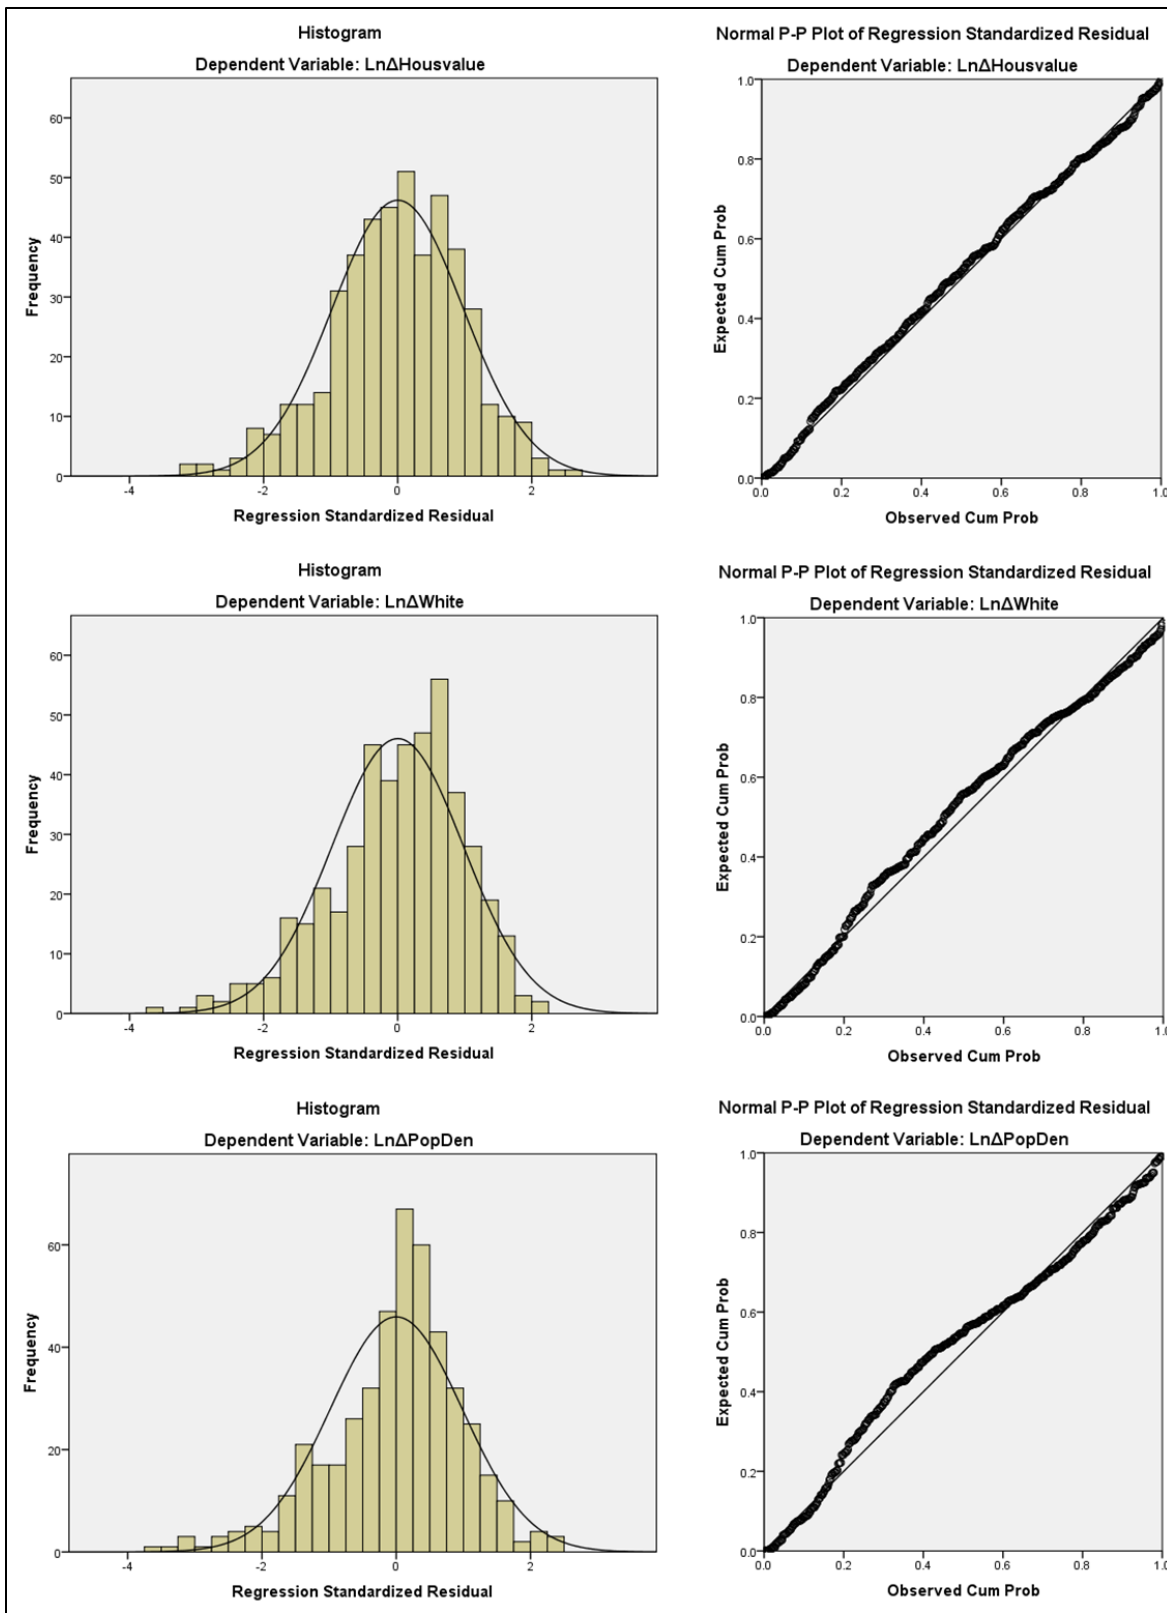 Histogram
Dependent Variable: LnΔHousvalue
Frequency
60
50
40
30
20
10
0
-4
-2
0
2
Regression Standardized Residual
Normal P-P Plot of Regression Standardized Residual
Dependent Variable: LnΔHousvalue
Expected Cum Prob
1.0
0.8
0.6
0.4
0.2
0.0
0.0
0.2
0.4
0.6
0.8
1.0
Observed Cum Prob
Histogram
Dependent Variable: LnΔWhite
Frequency
60
50
40
30
20
10
0
-4
-2
0
2
Regression Standardized Residual
Normal P-P Plot of Regression Standardized Residual
Dependent Variable: LnΔWhite
Expected Cum Prob
1.0
0.8
0.6
0.4
0.2
0.0
0.0
0.2
0.4
0.6
0.8
1.0
Observed Cum Prob
Histogram
Dependent Variable: LnΔPopDen
Frequency
60
40
20
0
-4
-2
0
2
Regression Standardized Residual
Normal P-P Plot of Regression Standardized Residual
Dependent Variable: LnΔPopDen
Expected Cum Prob
1.0
0.8
0.6
0.4
0.2
0.0
0.0
0.2
0.4
0.6
0.8
1.0
Observed Cum Prob